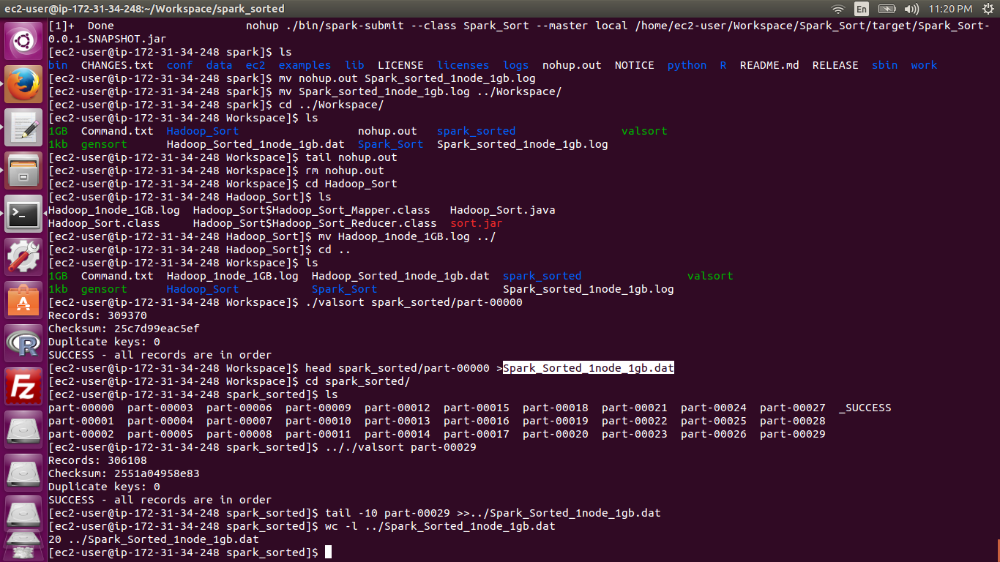 ec2-user@ip-172-31-34-248:~/Workspace/spark_sorted En 11:20 PM
[1]+  Done                    nohup ./bin/spark-submit --class Spark_Sort --master local /home/ec2-user/Workspace/Spark_Sort/target/Spark_Sort-
0.0.1-SNAPSHOT.jar
[ec2-user@ip-172-31-34-248 spark]$ ls
bin  CHANGES.txt  conf  data  ec2  examples  lib  LICENSE  licenses  logs  nohup.out  NOTICE  python  R  README.md  RELEASE  sbin  work
[ec2-user@ip-172-31-34-248 spark]$ mv nohup.out Spark_sorted_1node_1gb.log
[ec2-user@ip-172-31-34-248 spark]$ mv Spark_sorted_1node_1gb.log ../Workspace/
[ec2-user@ip-172-31-34-248 spark]$ cd ../Workspace/
[ec2-user@ip-172-31-34-248 Workspace]$ ls
1GB  Command.txt  Hadoop_Sort                  nohup.out   spark_sorted                valsort
1kb  gensort      Hadoop_Sorted_1node_1gb.dat  Spark_Sort  Spark_sorted_1node_1gb.log
[ec2-user@ip-172-31-34-248 Workspace]$ tail nohup.out
[ec2-user@ip-172-31-34-248 Workspace]$ rm nohup.out
[ec2-user@ip-172-31-34-248 Workspace]$ cd Hadoop_Sort
[ec2-user@ip-172-31-34-248 Hadoop_Sort]$ ls
Hadoop_1node_1GB.log  Hadoop_Sort$Hadoop_Sort_Mapper.class   Hadoop_Sort.java
Hadoop_Sort.class     Hadoop_Sort$Hadoop_Sort_Reducer.class  sort.jar
[ec2-user@ip-172-31-34-248 Hadoop_Sort]$ mv Hadoop_1node_1GB.log ../
[ec2-user@ip-172-31-34-248 Hadoop_Sort]$ cd ..
[ec2-user@ip-172-31-34-248 Workspace]$ ls
1GB  Command.txt  Hadoop_1node_1GB.log  Hadoop_Sorted_1node_1gb.dat  spark_sorted                valsort
1kb  gensort      Hadoop_Sort           Spark_Sort                   Spark_sorted_1node_1gb.log
[ec2-user@ip-172-31-34-248 Workspace]$ ./valsort spark_sorted/part-00000
Records: 309370
Checksum: 25c7d99eac5ef
Duplicate keys: 0
SUCCESS - all records are in order
[ec2-user@ip-172-31-34-248 Workspace]$ head spark_sorted/part-00000 >Spark_Sorted_1node_1gb.dat
[ec2-user@ip-172-31-34-248 Workspace]$ cd spark_sorted/
[ec2-user@ip-172-31-34-248 spark_sorted]$ ls
part-00000  part-00003  part-00006  part-00009  part-00012  part-00015  part-00018  part-00021  part-00024  part-00027  _SUCCESS
part-00001  part-00004  part-00007  part-00010  part-00013  part-00016  part-00019  part-00022  part-00025  part-00028
part-00002  part-00005  part-00008  part-00011  part-00014  part-00017  part-00020  part-00023  part-00026  part-00029
[ec2-user@ip-172-31-34-248 spark_sorted]$ .././valsort part-00029
Records: 306108
Checksum: 2551a04958e83
Duplicate keys: 0
SUCCESS - all records are in order
[ec2-user@ip-172-31-34-248 spark_sorted]$ tail -10 part-00029 >>../Spark_Sorted_1node_1gb.dat
[ec2-user@ip-172-31-34-248 spark_sorted]$ wc -l ../Spark_Sorted_1node_1gb.dat
20 ../Spark_Sorted_1node_1gb.dat
[ec2-user@ip-172-31-34-248 spark_sorted]$